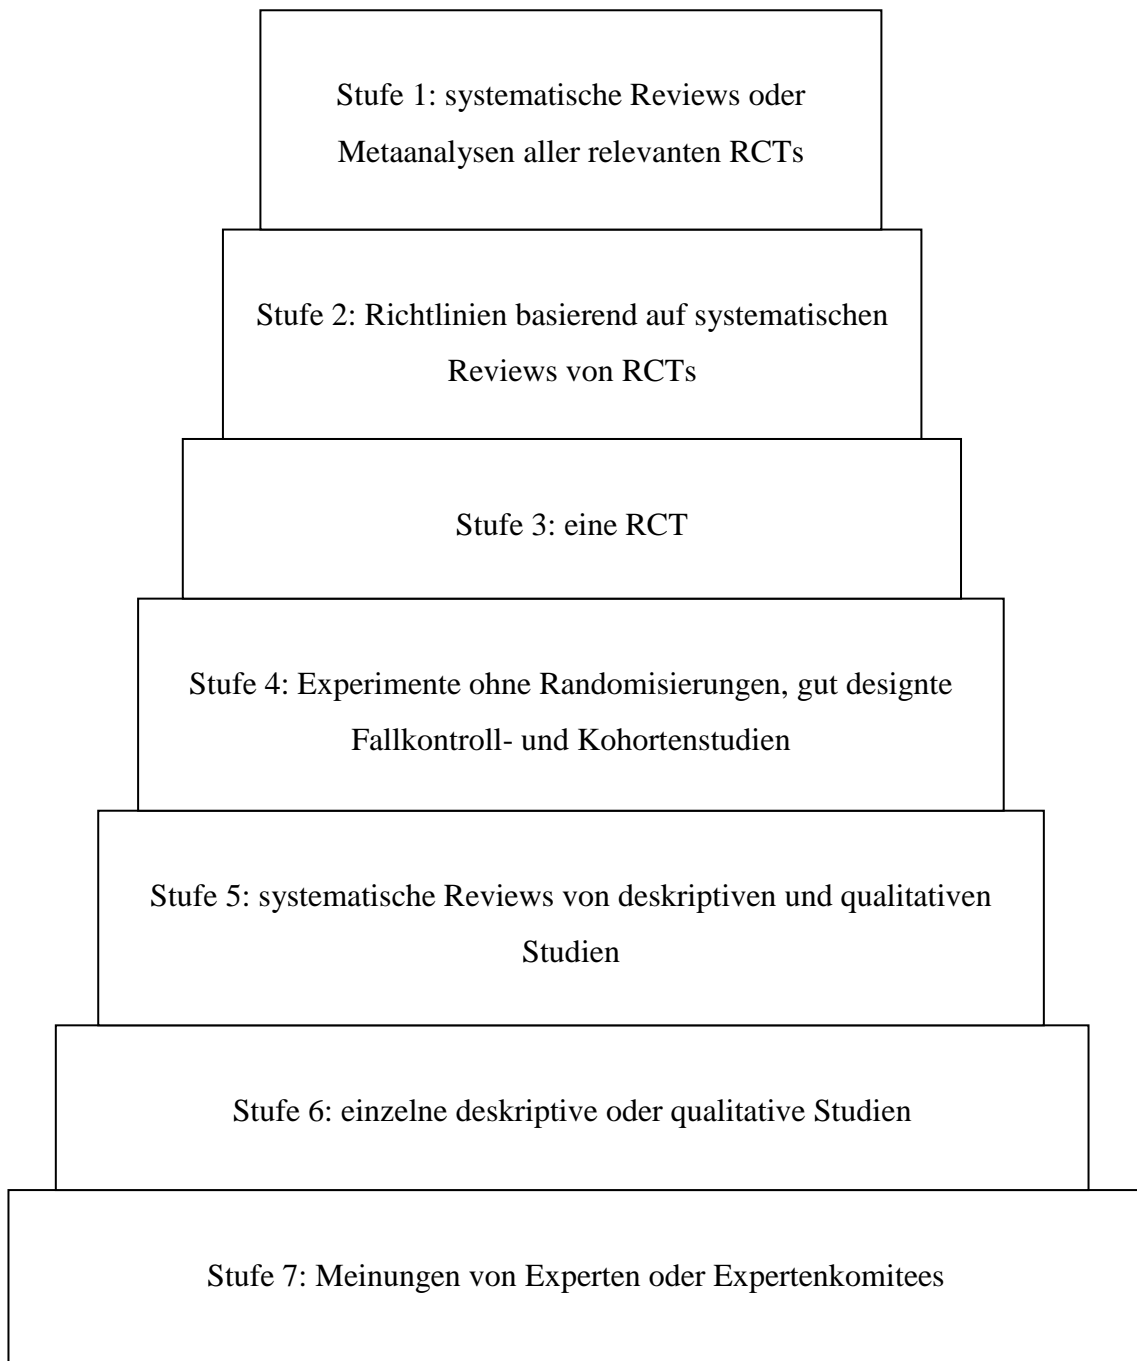 Stufe 1: systematische Reviews oder
Metaanalysen aller relevanten RCTs
Stufe 2: Richtlinien basierend auf systematischen
Reviews von RCTs
Stufe 3: eine RCT
Stufe 4: Experimente ohne Randomisierungen, gut designte
Fallkontroll- und Kohortenstudien
Stufe 5: systematische Reviews von deskriptiven und qualitativen
Studien
Stufe 6: einzelne deskriptive oder qualitative Studien
Stufe 7: Meinungen von Experten oder Expertenkomitees